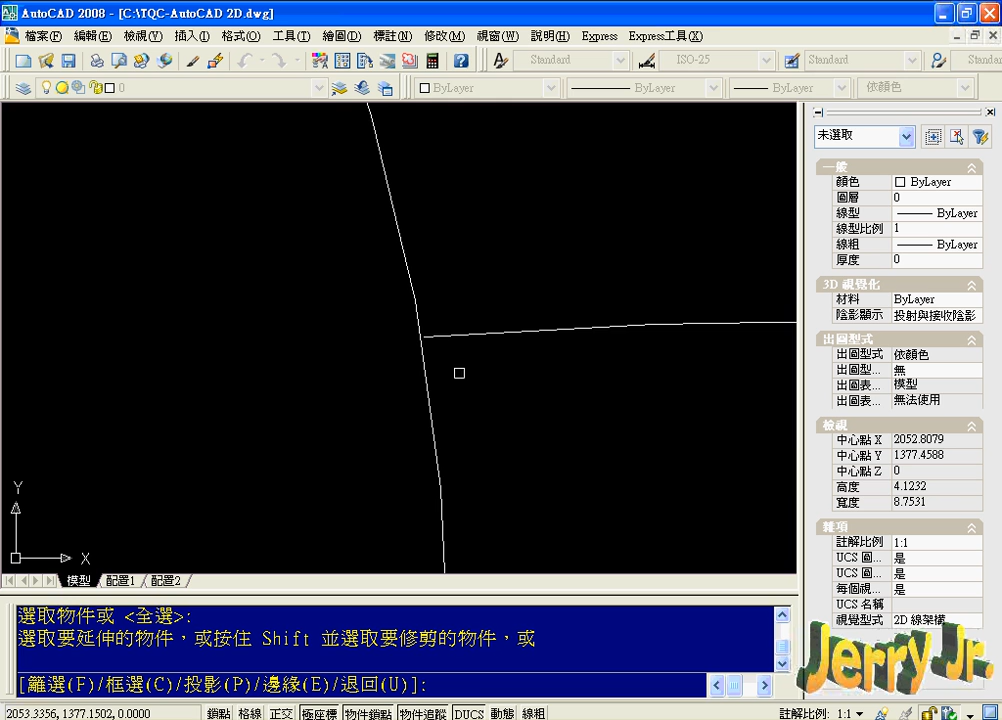 AutoCAD 2008 - [C:\TQC-AutoCAD 2D.dwg]
檔案(F) 編輯(E) 檢視(V) 插入(I) 格式(O) 工具(T) 繪圖(D) 標註(N) 修改(M) 視窗(W) 說明(H) Express Express工具(X)
Standard ISO-25 Standard Standa
0 ByLayer ByLayer ByLayer 依顏色
未選取
一般
顏色 ByLayer
圖層 0
線型 ByLayer
線型比例 1
線粗 ByLayer
厚度 0
3D 視覺化
材料 ByLayer
陰影顯示 投射與接收陰影
出圖型式
出圖型式 依顏色
出圖型... 無
出圖表... 模型
出圖表... 無法使用
檢視
中心點 X 2052.8079
中心點 Y 1377.4588
中心點 Z 0
高度 4.1232
寬度 8.7531
雜項
註解比例 1:1
UCS 圖... 是
UCS 圖... 是
每個視... 是
UCS 名稱
視覺型式 2D 線架構
Y
X
模型 配置1 配置2
選取物件或 <全選>:
選取要延伸的物件，或按住 Shift 並選取要修剪的物件，或
[籬選(F)/框選(C)/投影(P)/邊緣(E)/退回(U)]:
Jerry Jr.
2053.3356, 1377.1502, 0.0000 鎖點 格線 正交 極座標 物件鎖點 物件追蹤 DUCS 動態 線粗 註解比例: 1:1